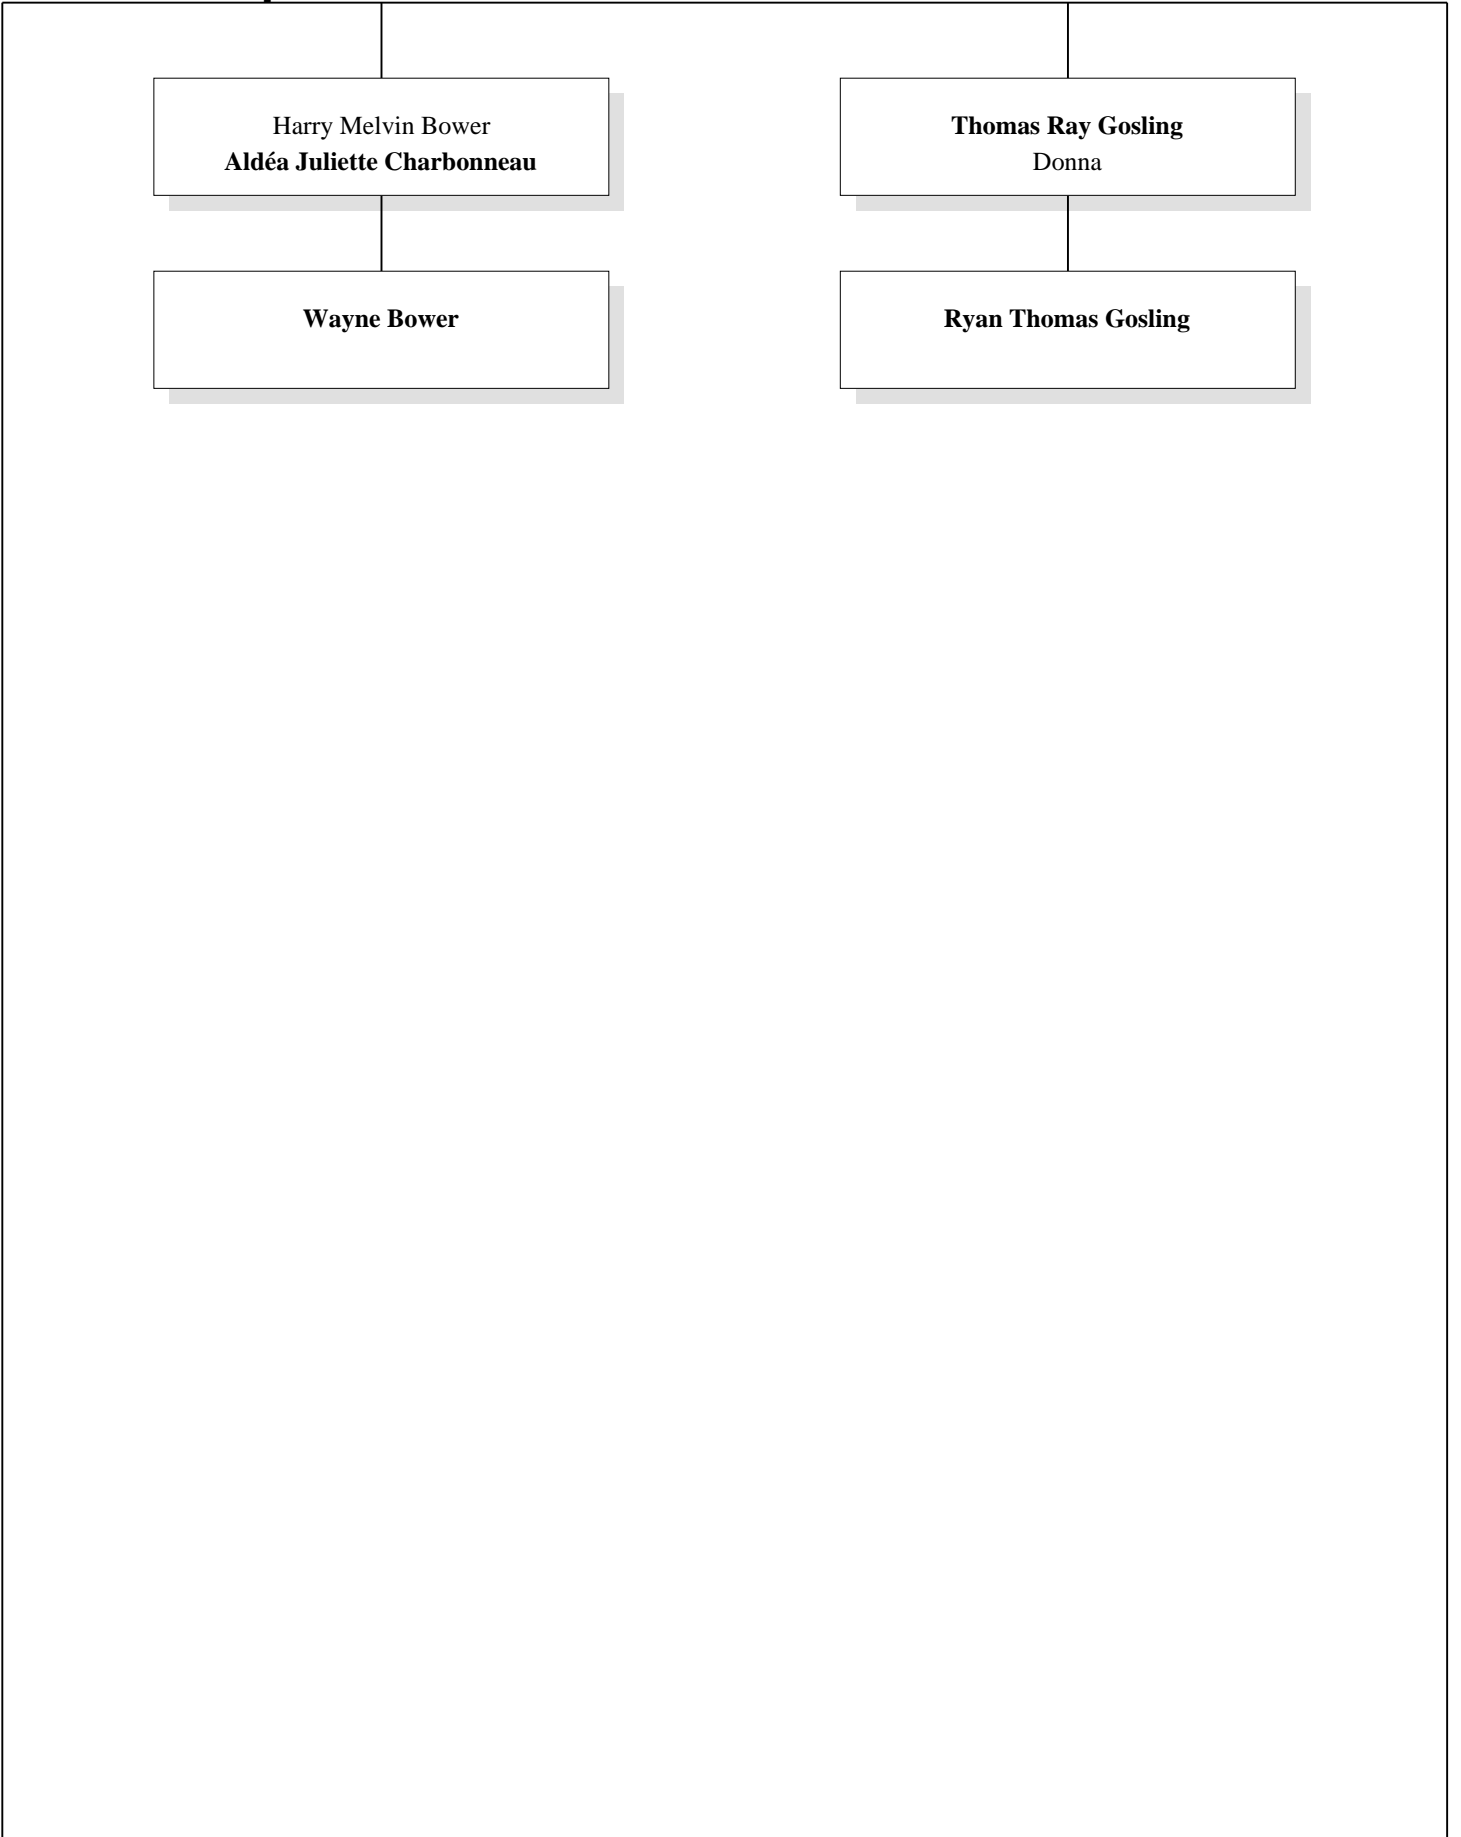 Harry Melvin Bower
Aldéa Juliette Charbonneau
Thomas Ray Gosling
Donna
Wayne Bower
Ryan Thomas Gosling